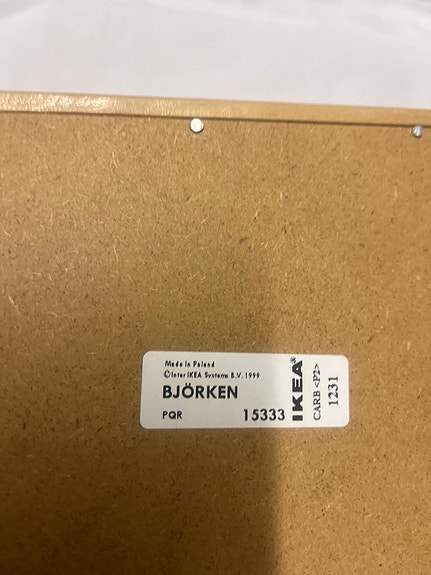 Made in Poland
©Inter IKEA Systems B.V. 1999
BJÖRKEN
PQR 15333
IKEA®
CARB <P2>
1231